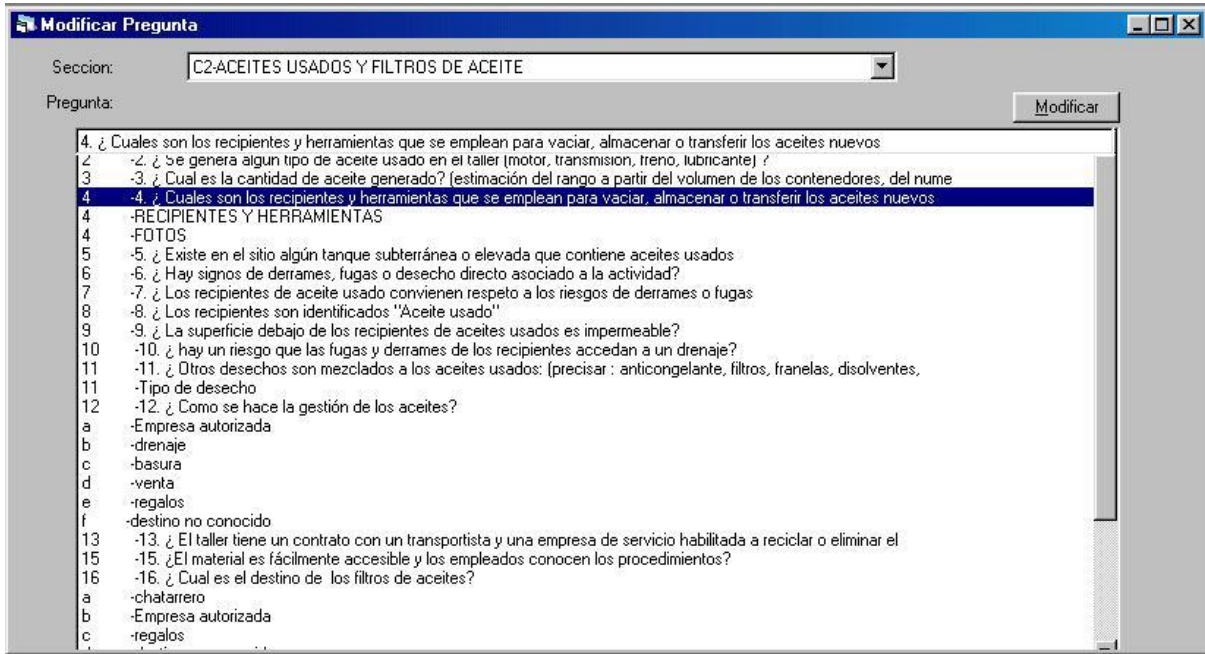 Modificar Pregunta
Seccion: C2-ACEITES USADOS Y FILTROS DE ACEITE
Pregunta:
Modificar
4. ¿ Cuales son los recipientes y herramientas que se emplean para vaciar, almacenar o transferir los aceites nuevos
2 -2. ¿ Se genera algun tipo de aceite usado en el taller (motor, transmision, freno, lubricante) ?
3 -3. ¿ Cual es la cantidad de aceite generado? (estimación del rango a partir del volumen de los contenedores, del nume
4 -4. ¿ Cuales son los recipientes y herramientas que se emplean para vaciar, almacenar o transferir los aceites nuevos
4 -RECIPIENTES Y HERRAMIENTAS
4 -FOTOS
5 -5. ¿ Existe en el sitio algún tanque subterránea o elevada que contiene aceites usados
6 -6. ¿ Hay signos de derrames, fugas o desecho directo asociado a la actividad?
7 -7. ¿ Los recipientes de aceite usado convienen respeto a los riesgos de derrames o fugas
8 -8. ¿ Los recipientes son identificados "Aceite usado"
9 -9. ¿ La superficie debajo de los recipientes de aceites usados es impermeable?
10 -10. ¿ hay un riesgo que las fugas y derrames de los recipientes accedan a un drenaje?
11 -11. ¿ Otros desechos son mezclados a los aceites usados: (precisar : anticongelante, filtros, franelas, disolventes,
11 -Tipo de desecho
12 -12. ¿ Como se hace la gestión de los aceites?
a -Empresa autorizada
b -drenaje
c -basura
d -venta
e -regalos
f -destino no conocido
13 -13. ¿ El taller tiene un contrato con un transportista y una empresa de servicio habilitada a reciclar o eliminar el
15 -15. ¿El material es fácilmente accesible y los empleados conocen los procedimientos?
16 -16. ¿ Cual es el destino de los filtros de aceites?
a -chatarrero
b -Empresa autorizada
c -regalos